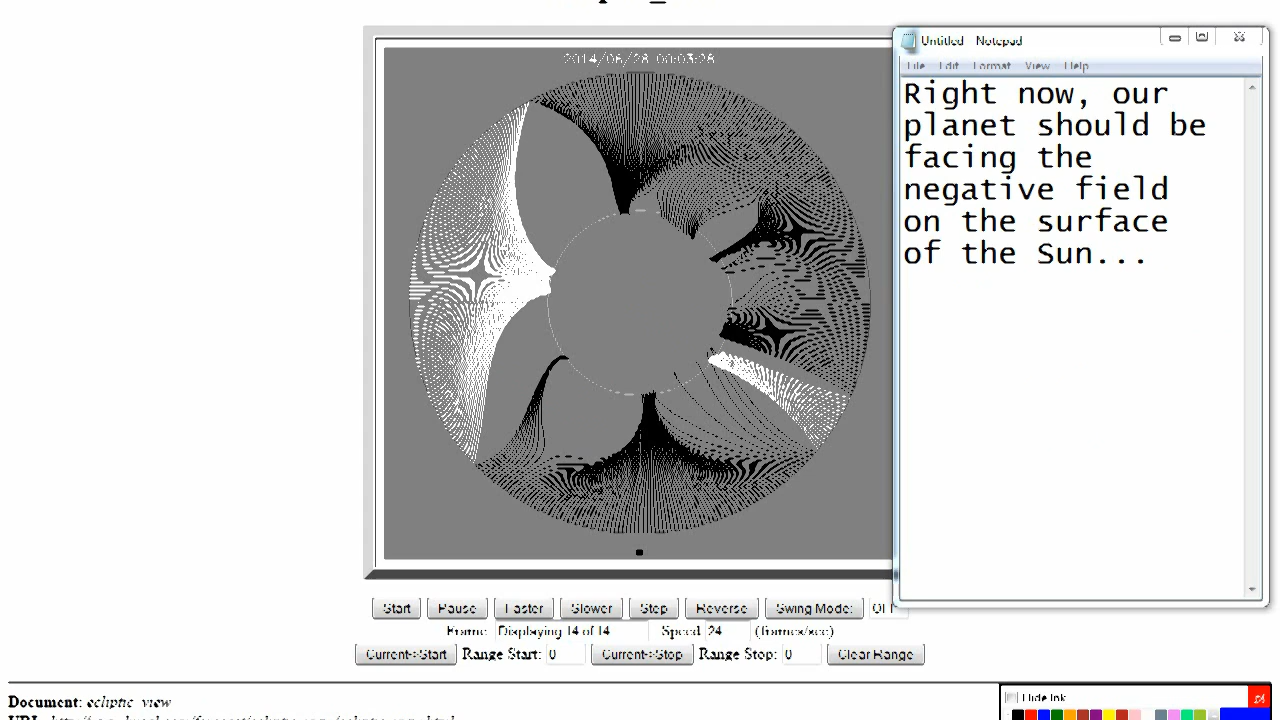 2014/06/28 00:03:28
Untitled Notepad
File Edit Format View Help
Right now, our
planet should be
facing the
negative field
on the surface
of the Sun...
Start Pause Faster Slower Step Reverse Swing Mode:
Frame Displaying 14 of 14 Speed 24 (frames/sec)
Current->Start Range Start: 0 Current->Stop Range Stop: 0 Clear Range
Document: ecliptic_view
Hide Ink